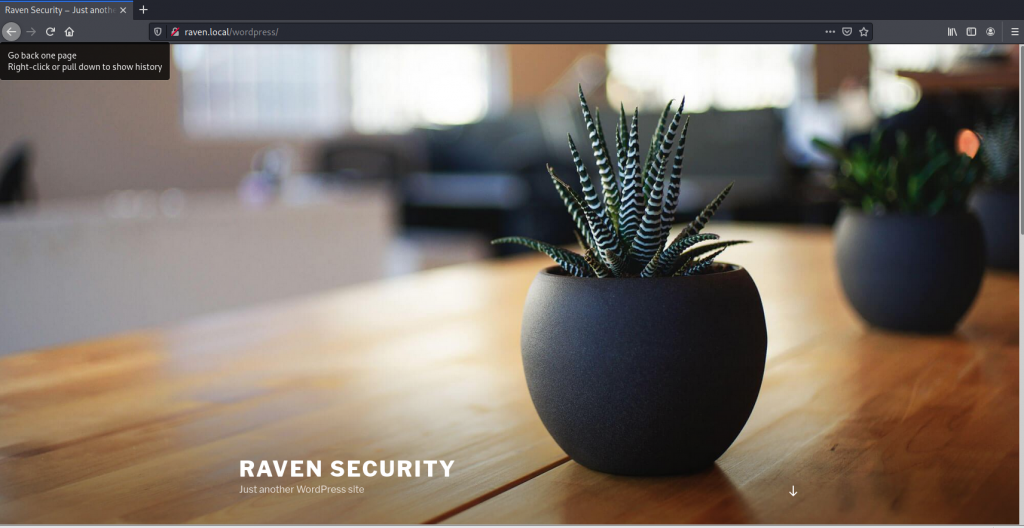 Raven Security – Just anoth
raven.local/wordpress/
Go back one page
Right-click or pull down to show history
RAVEN SECURITY
Just another WordPress site